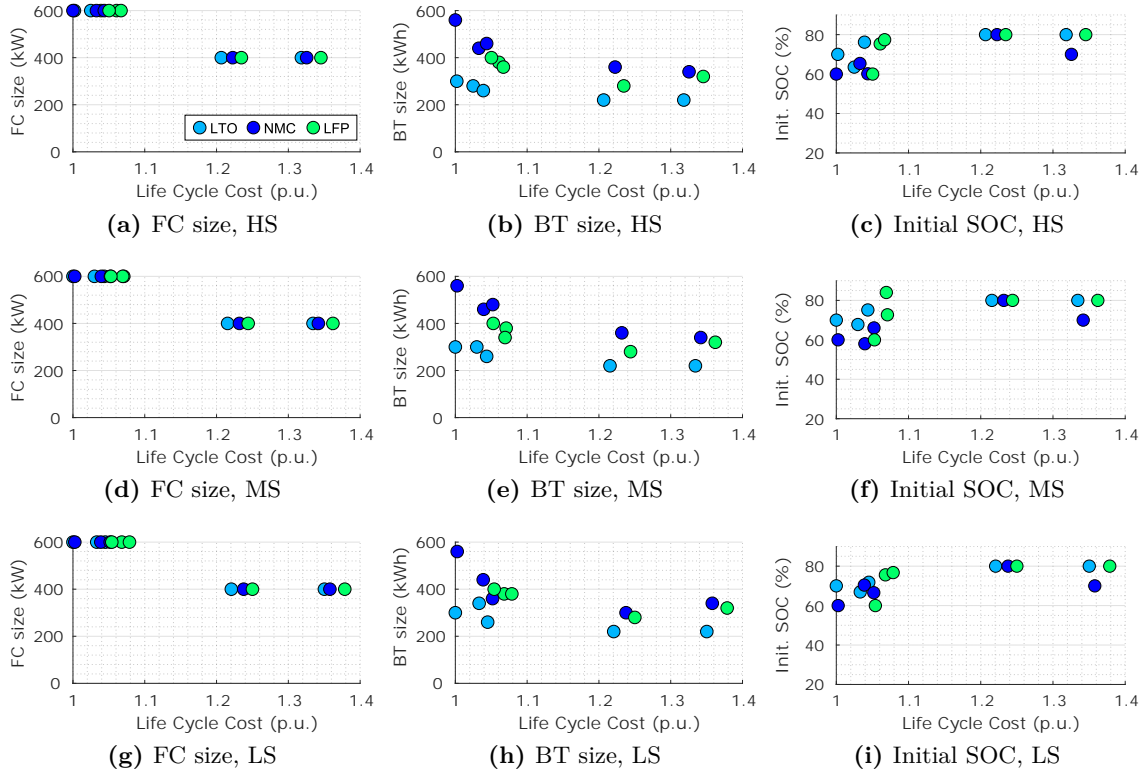 600
400
200
0
FC size (kW)
LTO NMC LFP
1 1.1 1.2 1.3 1.4
Life Cycle Cost (p.u.)
(a) FC size, HS
600
400
200
0
BT size (kWh)
1 1.1 1.2 1.3 1.4
Life Cycle Cost (p.u.)
(b) BT size, HS
80
60
40
20
Init. SOC (%)
1 1.1 1.2 1.3 1.4
Life Cycle Cost (p.u.)
(c) Initial SOC, HS
600
400
200
0
FC size (kW)
1 1.1 1.2 1.3 1.4
Life Cycle Cost (p.u.)
(d) FC size, MS
600
400
200
0
BT size (kWh)
1 1.1 1.2 1.3 1.4
Life Cycle Cost (p.u.)
(e) BT size, MS
80
60
40
20
Init. SOC (%)
1 1.1 1.2 1.3 1.4
Life Cycle Cost (p.u.)
(f) Initial SOC, MS
600
400
200
0
FC size (kW)
1 1.1 1.2 1.3 1.4
Life Cycle Cost (p.u.)
(g) FC size, LS
600
400
200
0
BT size (kWh)
1 1.1 1.2 1.3 1.4
Life Cycle Cost (p.u.)
(h) BT size, LS
80
60
40
20
Init. SOC (%)
1 1.1 1.2 1.3 1.4
Life Cycle Cost (p.u.)
(i) Initial SOC, LS